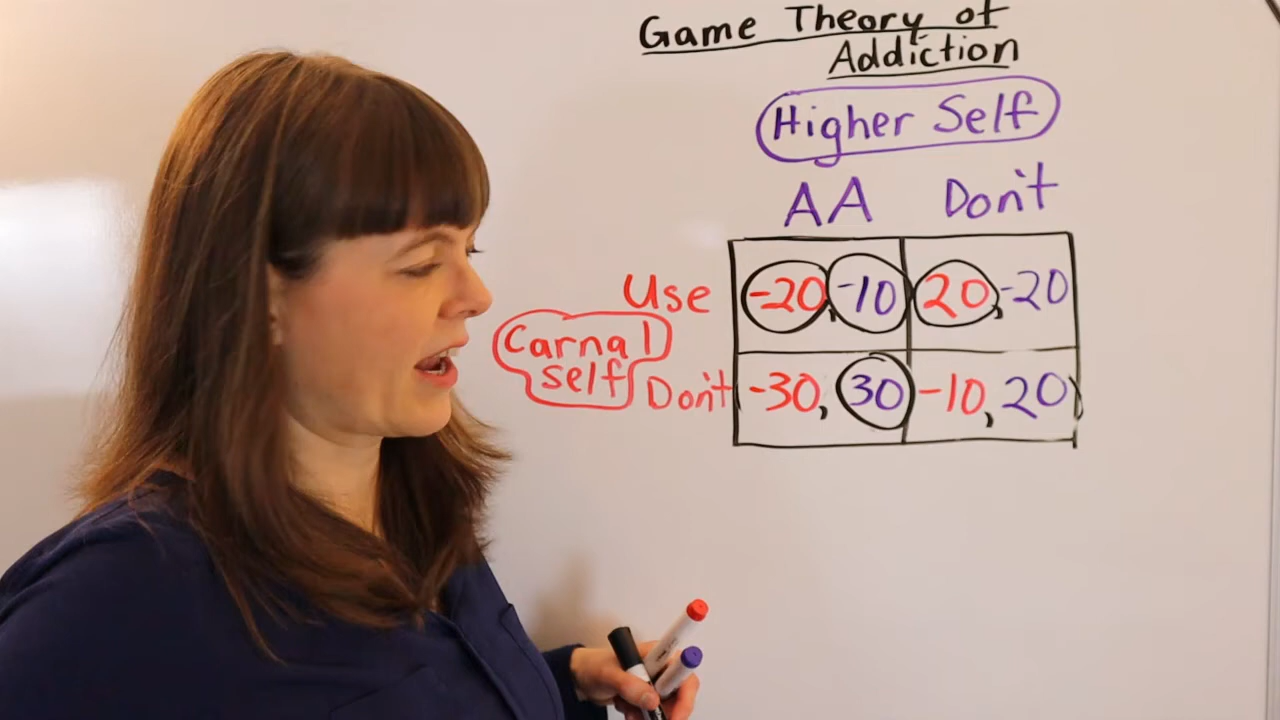 Game Theory of
Addiction
Higher Self
AA Don't
Use -20, -10 20, -20
Carnal
self
Don't -30, 30 -10, 20